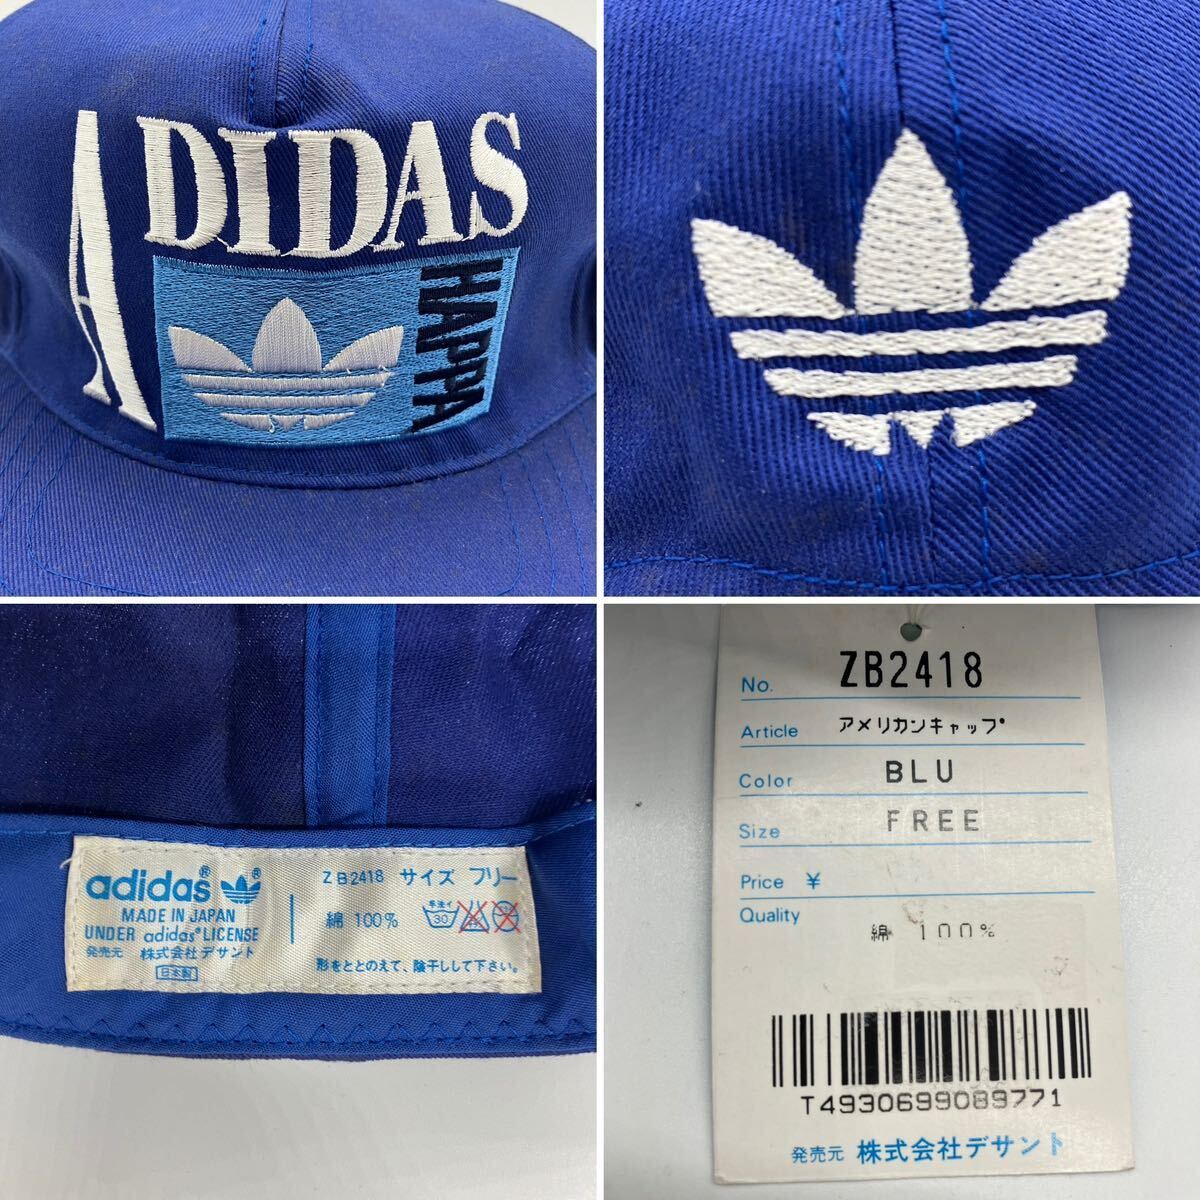 ADIDAS
HAPPA
adidas®
®
MADE IN JAPAN
UNDER adidas® LICENSE
発売元 株式会社デサント
日本製
ZB2418 サイズ フリー
綿 100%
手洗イ
30
形をととのえて、陰干しして下さい。
No. ZB2418
Article アメリカンキャップ
Color BLU
Size FREE
Price ¥
Quality
綿 100%
T4930699089771
発売元 株式会社デサント